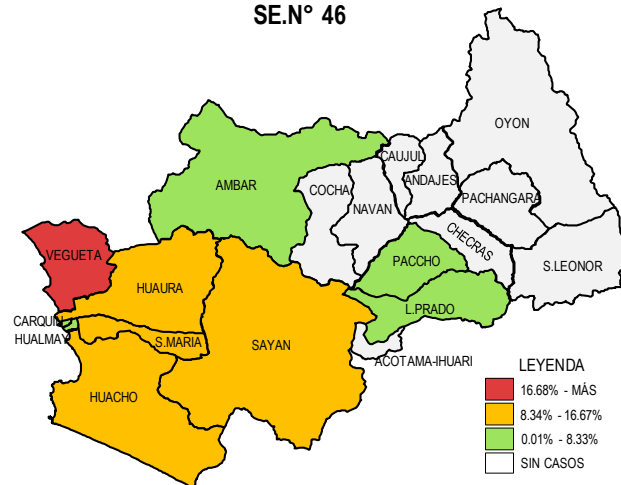 SE.N° 46
OYON
CAUJUL
ANDAJES
AMBAR
COCHA
PACHANGARA
NAVAN
CHECRAS
VEGUETA
PACCHO
S.LEONOR
HUAURA
L.PRADO
CARQUIN
HUALMAY
S.MARIA
SAYAN
ACOTAMA-IHUARI
HUACHO
LEYENDA
16.68% - MÁS
8.34% - 16.67%
0.01% - 8.33%
SIN CASOS